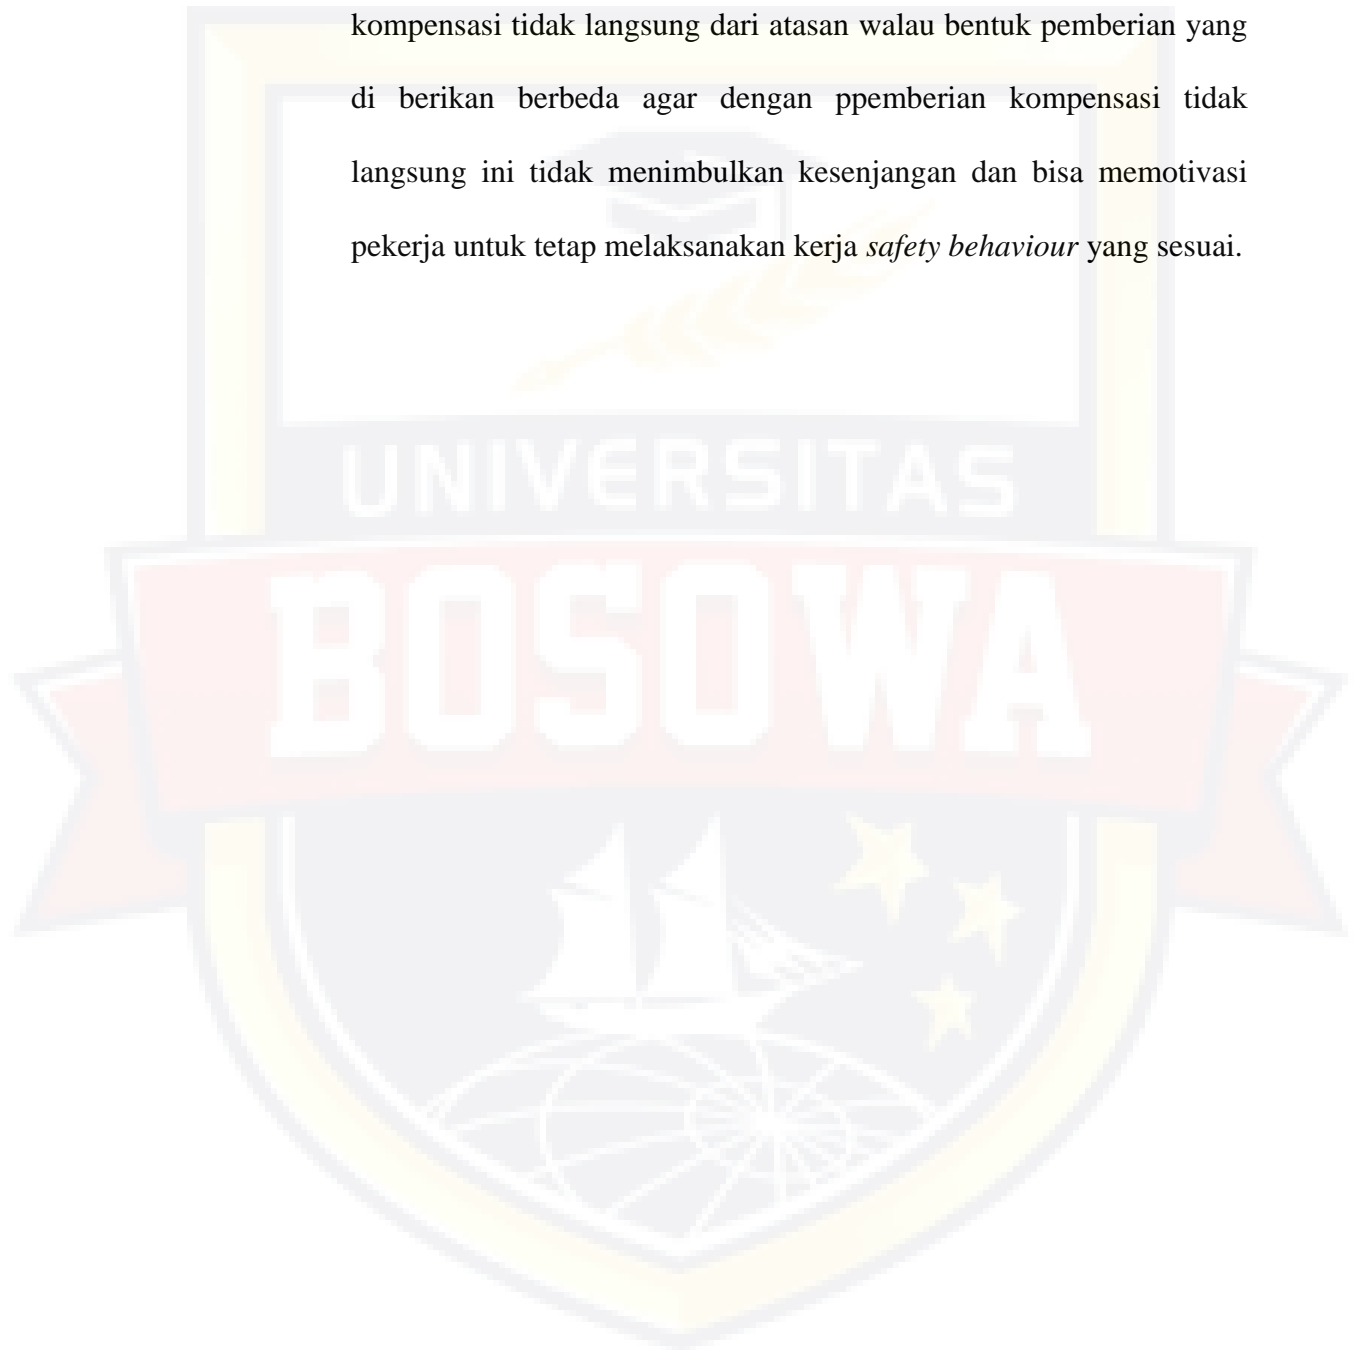 kompensasi tidak langsung dari atasan walau bentuk pemberian yang
di berikan berbeda agar dengan ppemberian kompensasi tidak
langsung ini tidak menimbulkan kesenjangan dan bisa memotivasi
pekerja untuk tetap melaksanakan kerja safety behaviour yang sesuai.
UNIVERSITAS
BOSOWA